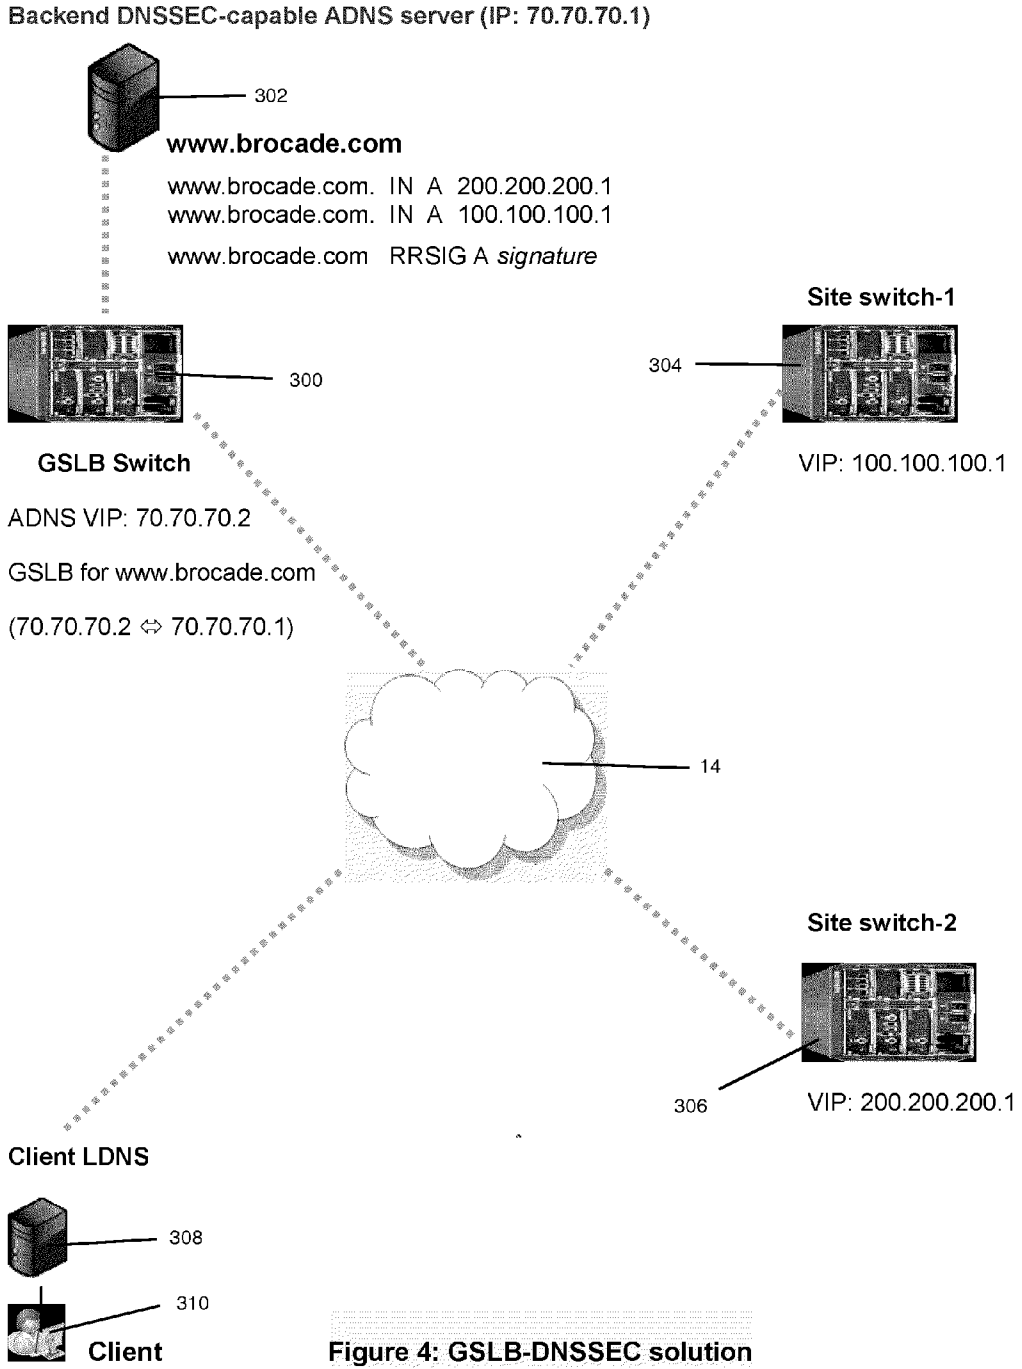 Backend DNSSEC-capable ADNS server (IP: 70.70.70.1)
302
www.brocade.com
www.brocade.com. IN A 200.200.200.1
www.brocade.com. IN A 100.100.100.1
www.brocade.com RRSIG A signature
Site switch-1
304
300
GSLB Switch
VIP: 100.100.100.1
ADNS VIP: 70.70.70.2
GSLB for www.brocade.com
(70.70.70.2 ⇔ 70.70.70.1)
14
Site switch-2
306
VIP: 200.200.200.1
Client LDNS
308
310
Client
Figure 4: GSLB-DNSSEC solution